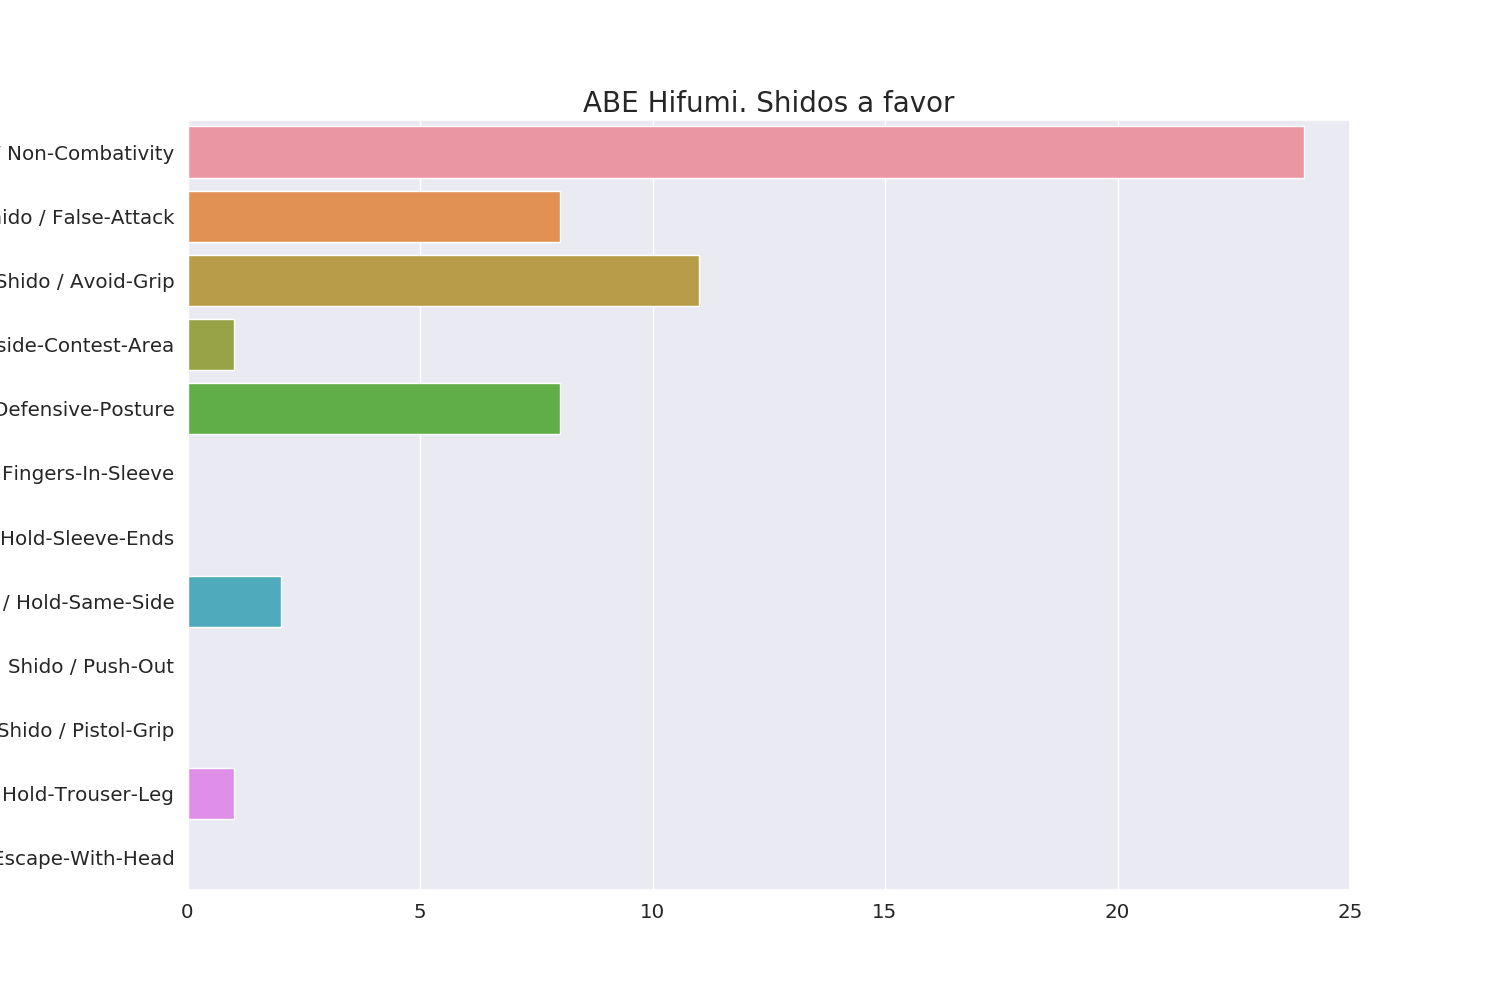 ABE Hifumi. Shidos a favor
/ Non-Combativity
ido / False-Attack
Shido / Avoid-Grip
side-Contest-Area
Defensive-Posture
Fingers-In-Sleeve
Hold-Sleeve-Ends
/ Hold-Same-Side
Shido / Push-Out
Shido / Pistol-Grip
Hold-Trouser-Leg
Escape-With-Head
0 5 10 15 20 25